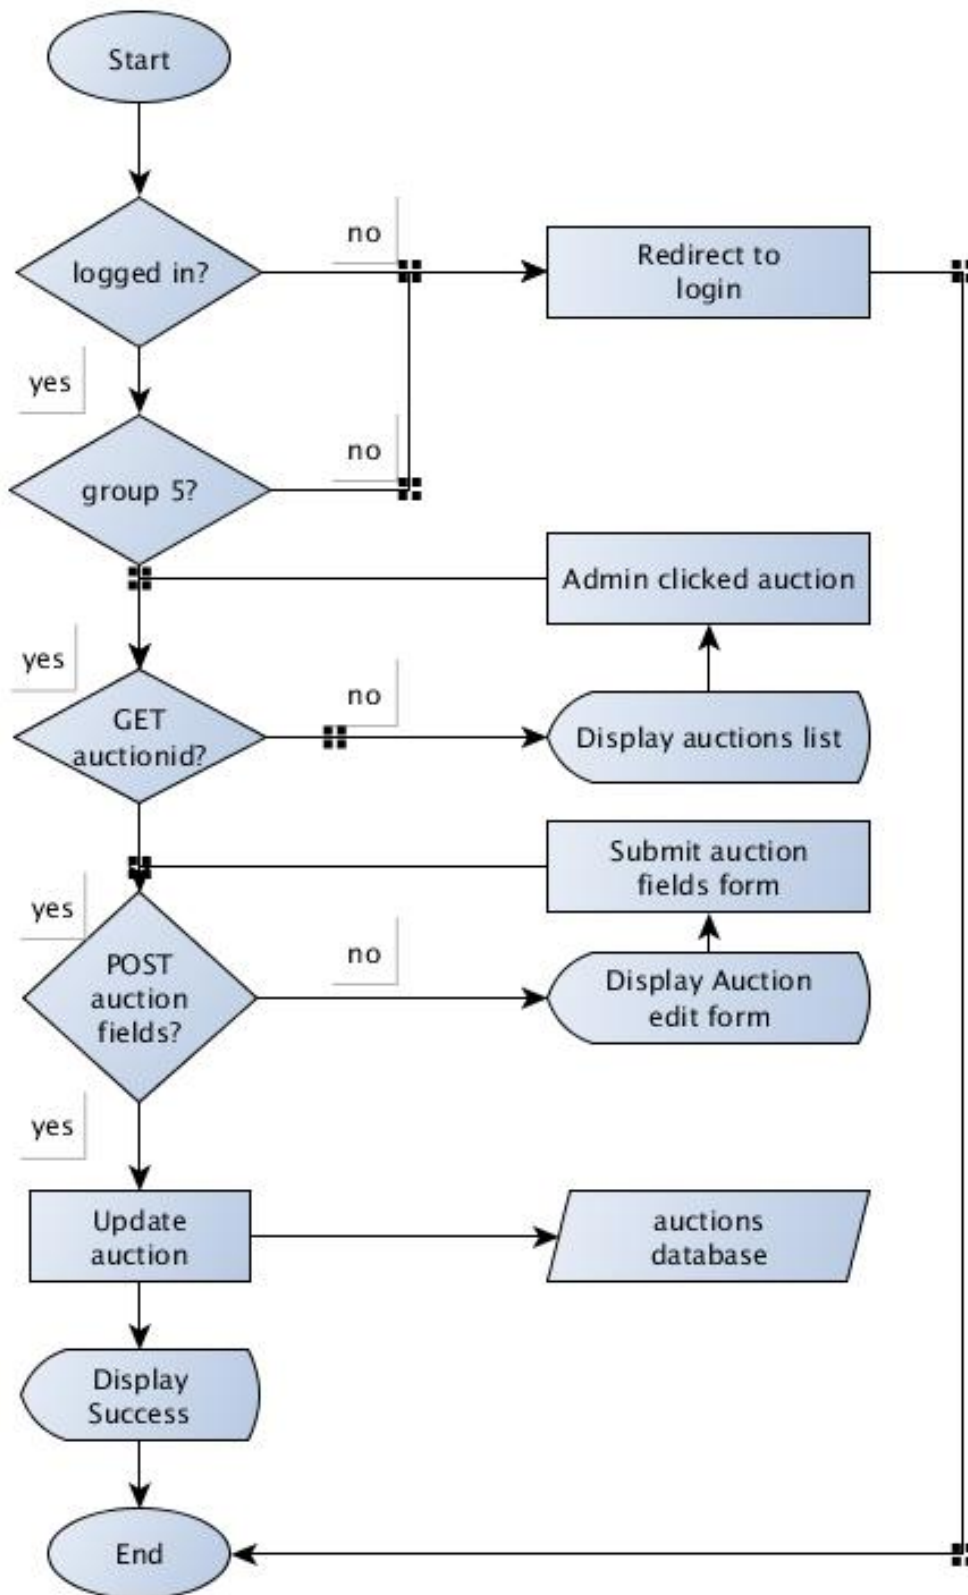 Start
no
logged in?
Redirect to
login
yes
no
group 5?
Admin clicked auction
yes
no
GET
auctionid?
Display auctions list
Submit auction
fields form
yes
no
POST
auction
fields?
Display Auction
edit form
yes
Update
auction
auctions
database
Display
Success
End